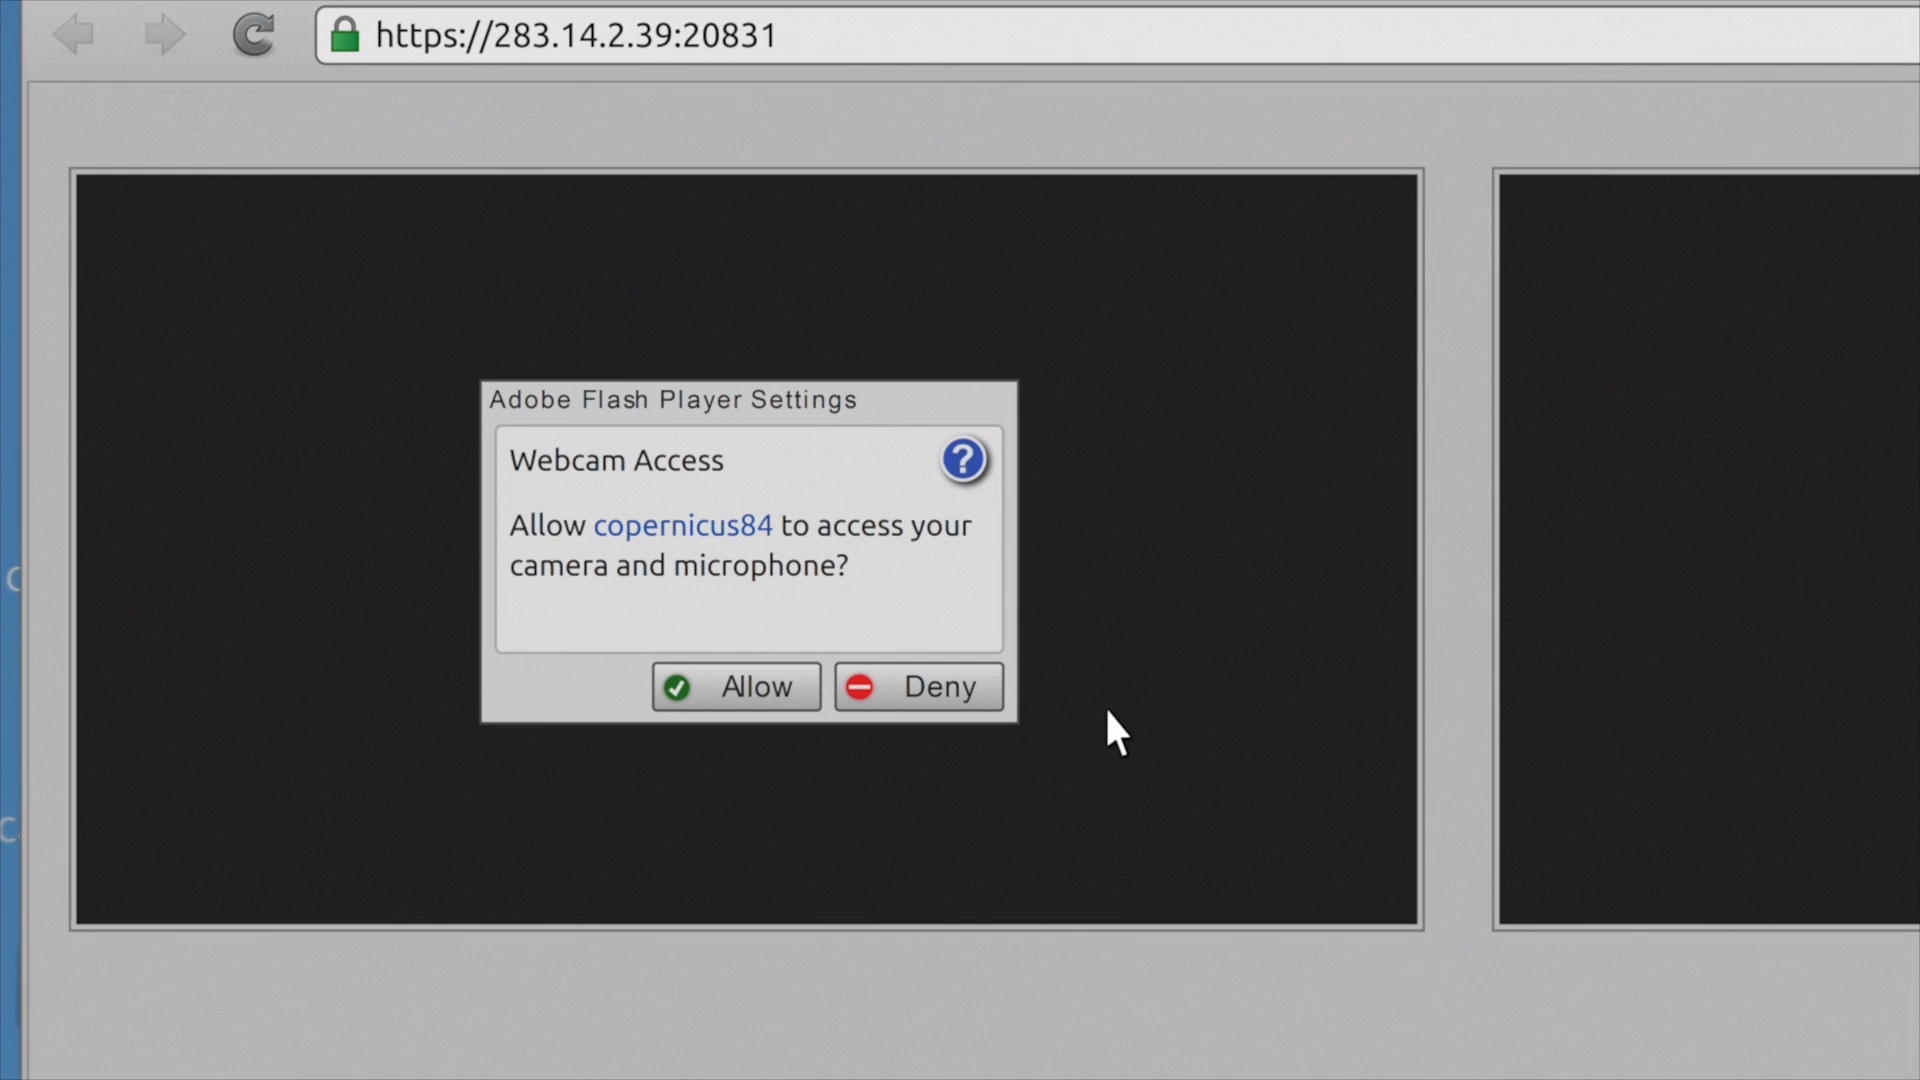 https://283.14.2.39:20831
Adobe Flash Player Settings
Webcam Access
?
Allow copernicus84 to access your
camera and microphone?
Allow
Deny